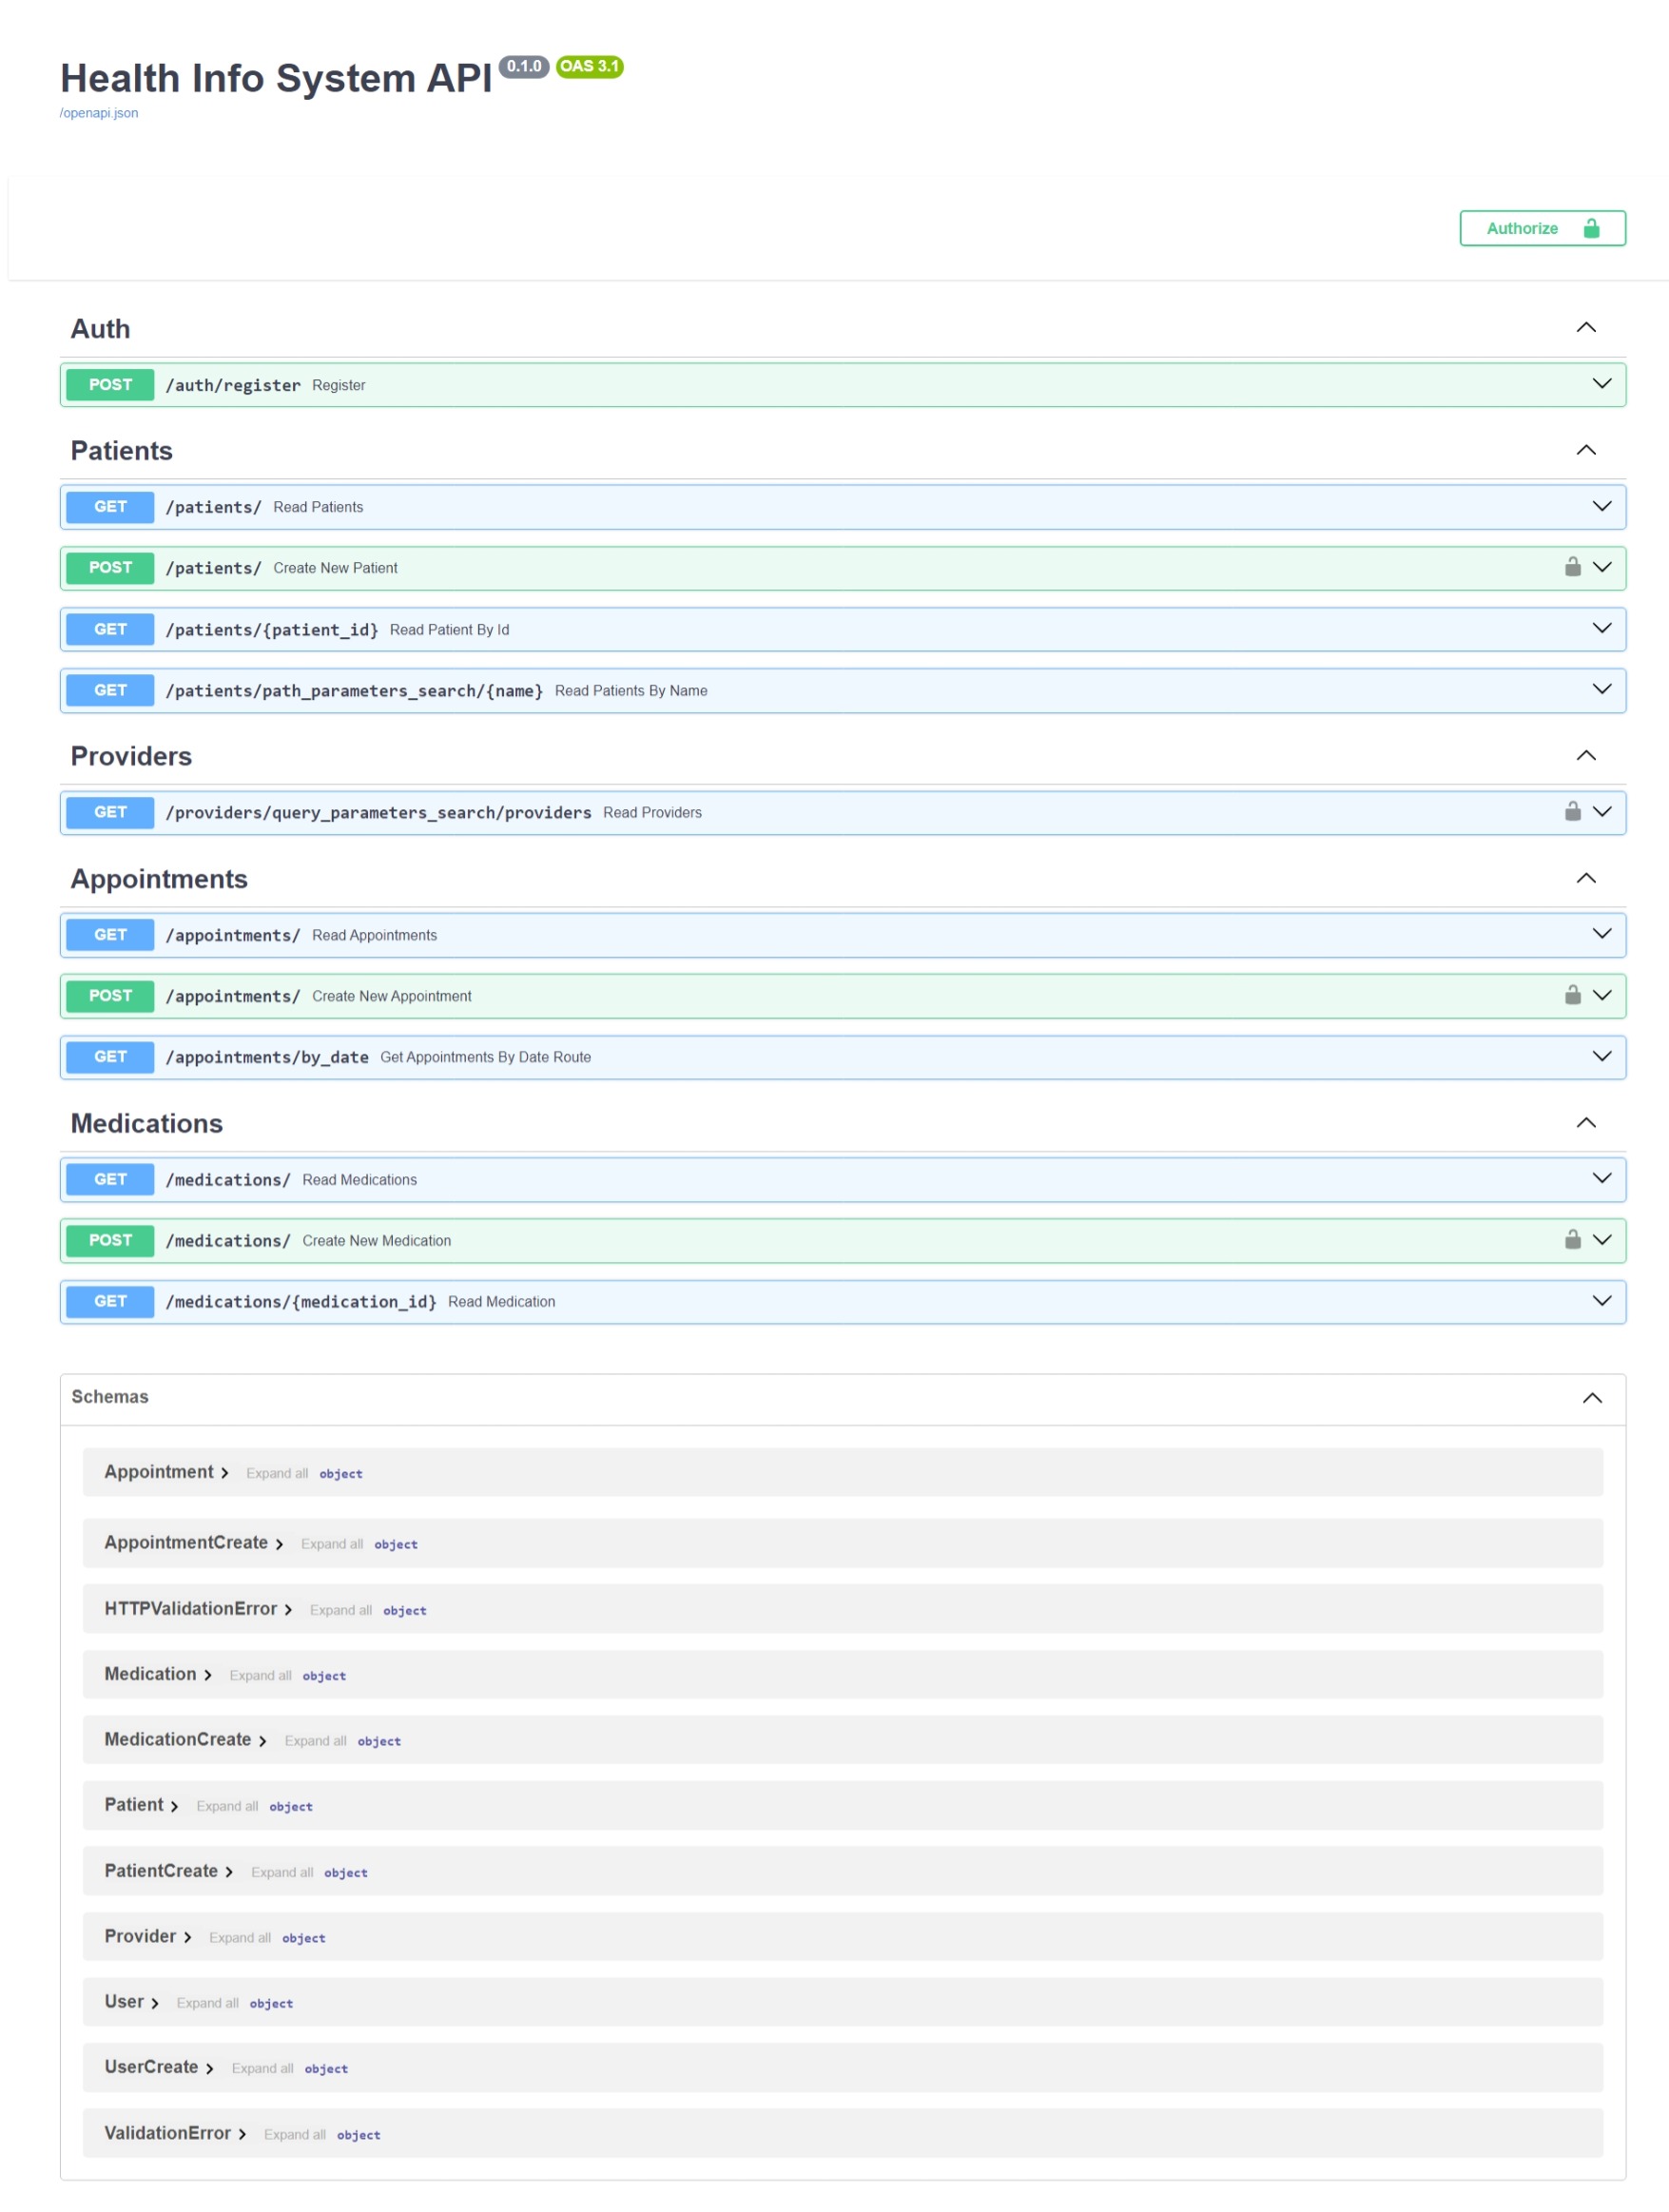 Health Info System API 0.1.0 OAS 3.1
/openapi.json
Authorize
Auth
POST /auth/register Register
Patients
GET /patients/ Read Patients
POST /patients/ Create New Patient
GET /patients/{patient_id} Read Patient By Id
GET /patients/path_parameters_search/{name} Read Patients By Name
Providers
GET /providers/query_parameters_search/providers Read Providers
Appointments
GET /appointments/ Read Appointments
POST /appointments/ Create New Appointment
GET /appointments/by_date Get Appointments By Date Route
Medications
GET /medications/ Read Medications
POST /medications/ Create New Medication
GET /medications/{medication_id} Read Medication
Schemas
Appointment Expand all object
AppointmentCreate Expand all object
HTTPValidationError Expand all object
Medication Expand all object
MedicationCreate Expand all object
Patient Expand all object
PatientCreate Expand all object
Provider Expand all object
User Expand all object
UserCreate Expand all object
ValidationError Expand all object